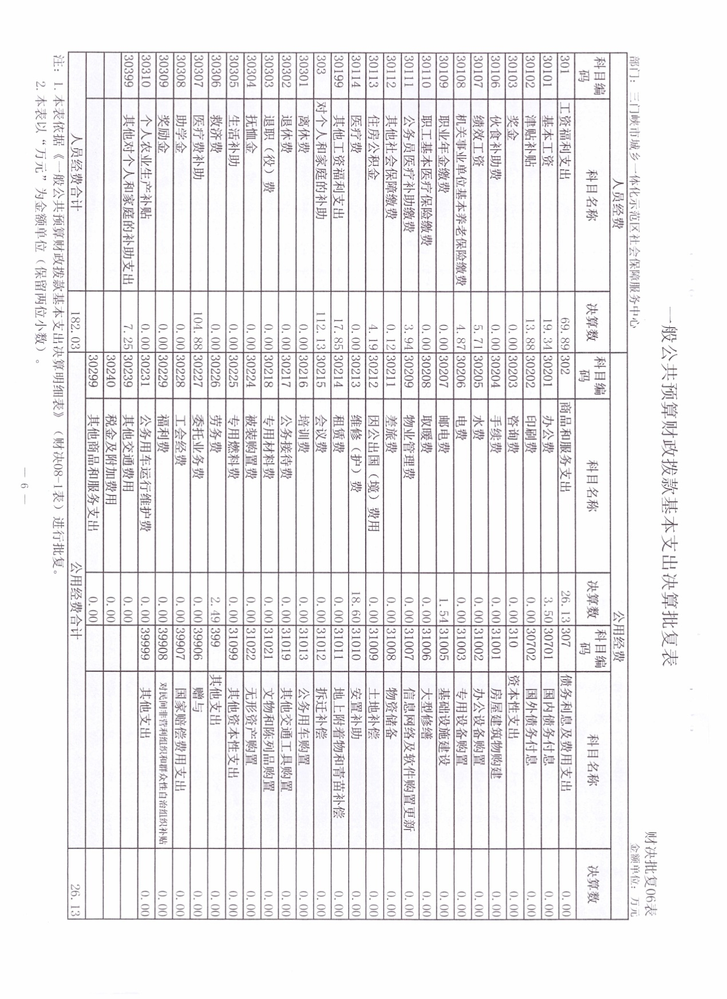 一般公共预算财政拨款基本支出决算批复表
财决批复06表
部门：三门峡市城乡一体化示范区社会保障服务中心 金额单位：万元
人员经费 公用经费
科目编码 科目名称 决算数 科目编码 科目名称 决算数 科目编码 科目名称 决算数
301 工资福利支出 69.89 302 商品和服务支出 26.13 307 债务利息及费用支出 0.00
30101 基本工资 19.34 30201 办公费 3.50 30701 国内债务付息 0.00
30102 津贴补贴 13.88 30202 印刷费 0.00 30702 国外债务付息 0.00
30103 奖金 0.00 30203 咨询费 0.00 310 资本性支出 0.00
30106 伙食补助费 0.00 30204 手续费 0.00 31001 房屋建筑物购建 0.00
30107 绩效工资 5.71 30205 水费 0.00 31002 办公设备购置 0.00
30108 机关事业单位基本养老保险缴费 4.87 30206 电费 0.00 31003 专用设备购置 0.00
30109 职业年金缴费 0.00 30207 邮电费 1.54 31005 基础设施建设 0.00
30110 职工基本医疗保险缴费 0.00 30208 取暖费 0.00 31006 大型修缮 0.00
30111 公务员医疗补助缴费 3.94 30209 物业管理费 0.00 31007 信息网络及软件购置更新 0.00
30112 其他社会保障缴费 0.12 30211 差旅费 0.00 31008 物资储备 0.00
30113 住房公积金 4.19 30212 因公出国（境）费用 0.00 31009 土地补偿 0.00
30114 医疗费 0.00 30213 维修（护）费 18.60 31010 安置补助 0.00
30199 其他工资福利支出 17.85 30214 租赁费 0.00 31011 地上附着物和青苗补偿 0.00
303 对个人和家庭的补助 112.13 30215 会议费 0.00 31012 拆迁补偿 0.00
30301 离休费 0.00 30216 培训费 0.00 31013 公务用车购置 0.00
30302 退休费 0.00 30217 公务接待费 0.00 31019 其他交通工具购置 0.00
30303 退职（役）费 0.00 30218 专用材料费 0.00 31021 文物和陈列品购置 0.00
30304 抚恤金 0.00 30224 被装购置费 0.00 31022 无形资产购置 0.00
30305 生活补助 0.00 30225 专用燃料费 0.00 31099 其他资本性支出 0.00
30306 救济费 0.00 30226 劳务费 2.49 399 其他支出 0.00
30307 医疗费补助 104.88 30227 委托业务费 0.00 39906 赠与 0.00
30308 助学金 0.00 30228 工会经费 0.00 39907 国家赔偿费用支出 0.00
30309 奖励金 0.00 30229 福利费 0.00 39908 对民间非营利组织和群众性自治组织补贴 0.00
30310 个人农业生产补贴 0.00 30231 公务用车运行维护费 0.00 39999 其他支出 0.00
30399 其他对个人和家庭的补助支出 7.25 30239 其他交通费用 0.00
30240 税金及附加费用 0.00
30299 其他商品和服务支出 0.00
人员经费合计 182.03 公用经费合计 26.13
注：1.本表依据《一般公共预算财政拨款基本支出决算明细表》（财决08-1表）进行批复。
2.本表以“万元”为金额单位（保留两位小数）。
— 6 —